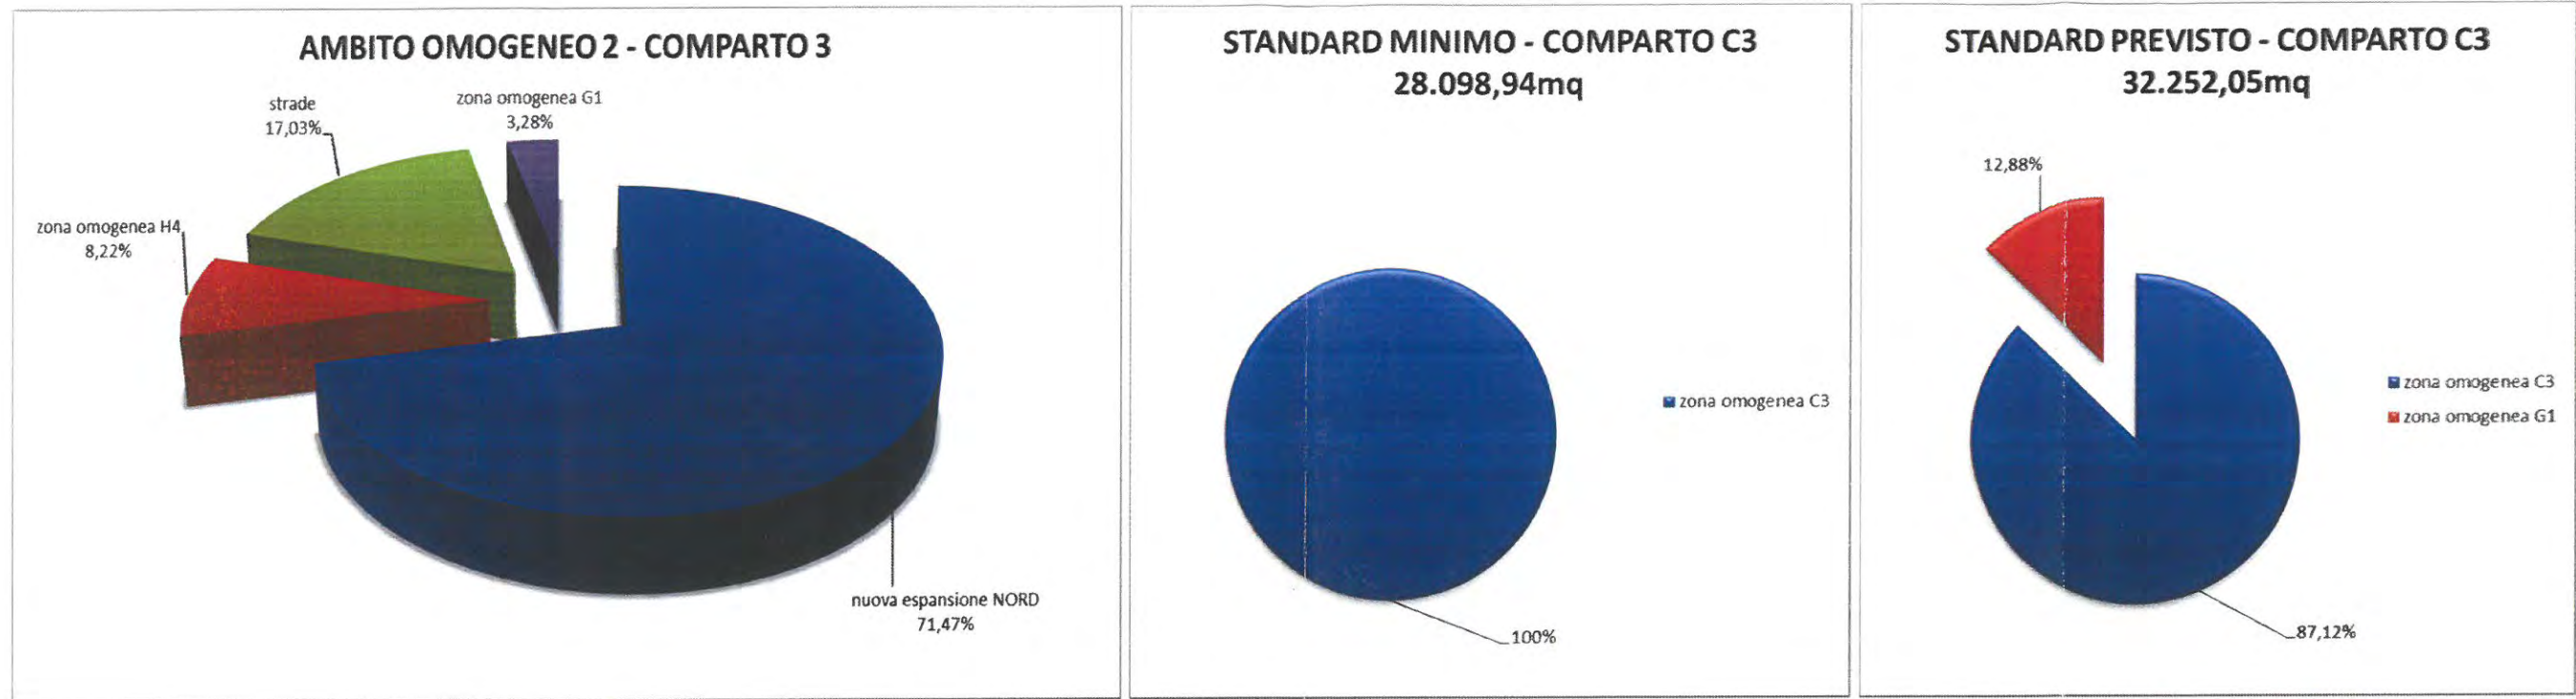 AMBITO OMOGENEO 2 - COMPARTO 3
strade
17,03%
zona omogenea G1
3,28%
zona omogenea H4
8,22%
nuova espansione NORD
71,47%
STANDARD MINIMO - COMPARTO C3
28.098,94mq
zona omogenea C3
100%
STANDARD PREVISTO - COMPARTO C3
32.252,05mq
12,88%
zona omogenea C3
zona omogenea G1
87,12%